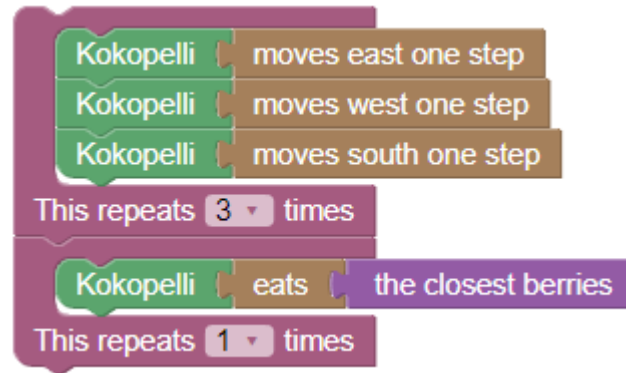 Kokopelli moves east one step
Kokopelli moves west one step
Kokopelli moves south one step
This repeats 3 times
Kokopelli eats the closest berries
This repeats 1 times